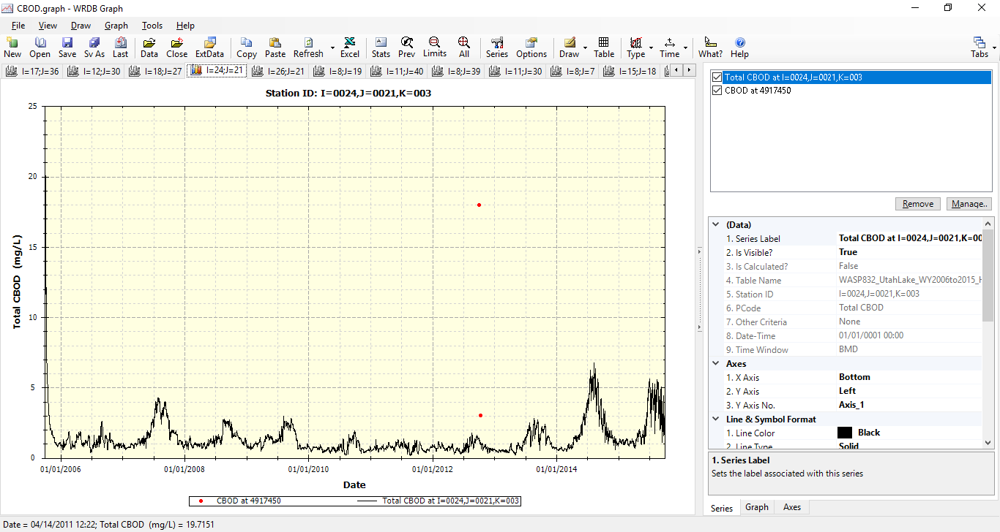 CBOD.graph - WRDB Graph
File View Draw Graph Tools Help
New Open Save Sv As Last Data Close ExtData Copy Paste Refresh Excel Stats Prev Limits All Series Options Draw Table Type Time What? Help Tabs
I=17;J=36 I=12;J=30 I=18;J=27 I=24;J=21 I=26;J=21 I=8;J=19 I=11;J=40 I=8;J=39 I=11;J=30 I=8;J=7 I=15;J=18
Station ID: I=0024,J=0021,K=003
25
20
15
10
5
0
Total CBOD (mg/L)
01/01/2006 01/01/2008 01/01/2010 01/01/2012 01/01/2014
Date
CBOD at 4917450 Total CBOD at I=0024,J=0021,K=003
Total CBOD at I=0024,J=0021,K=003
CBOD at 4917450
Remove Manage..
(Data)
1. Series Label Total CBOD at I=0024,J=0021,K=00
2. Is Visible? True
3. Is Calculated? False
4. Table Name WASP832_UtahLake_WY2006to2015_H
5. Station ID I=0024,J=0021,K=003
6. PCode Total CBOD
7. Other Criteria None
8. Date-Time 01/01/0001 00:00
9. Time Window BMD
Axes
1. X Axis Bottom
2. Y Axis Left
3. Y Axis No. Axis_1
Line & Symbol Format
1. Line Color Black
2. Line Type Solid
1. Series Label
Sets the label associated with this series
Series Graph Axes
Date = 04/14/2011 12:22; Total CBOD (mg/L) = 19.7151